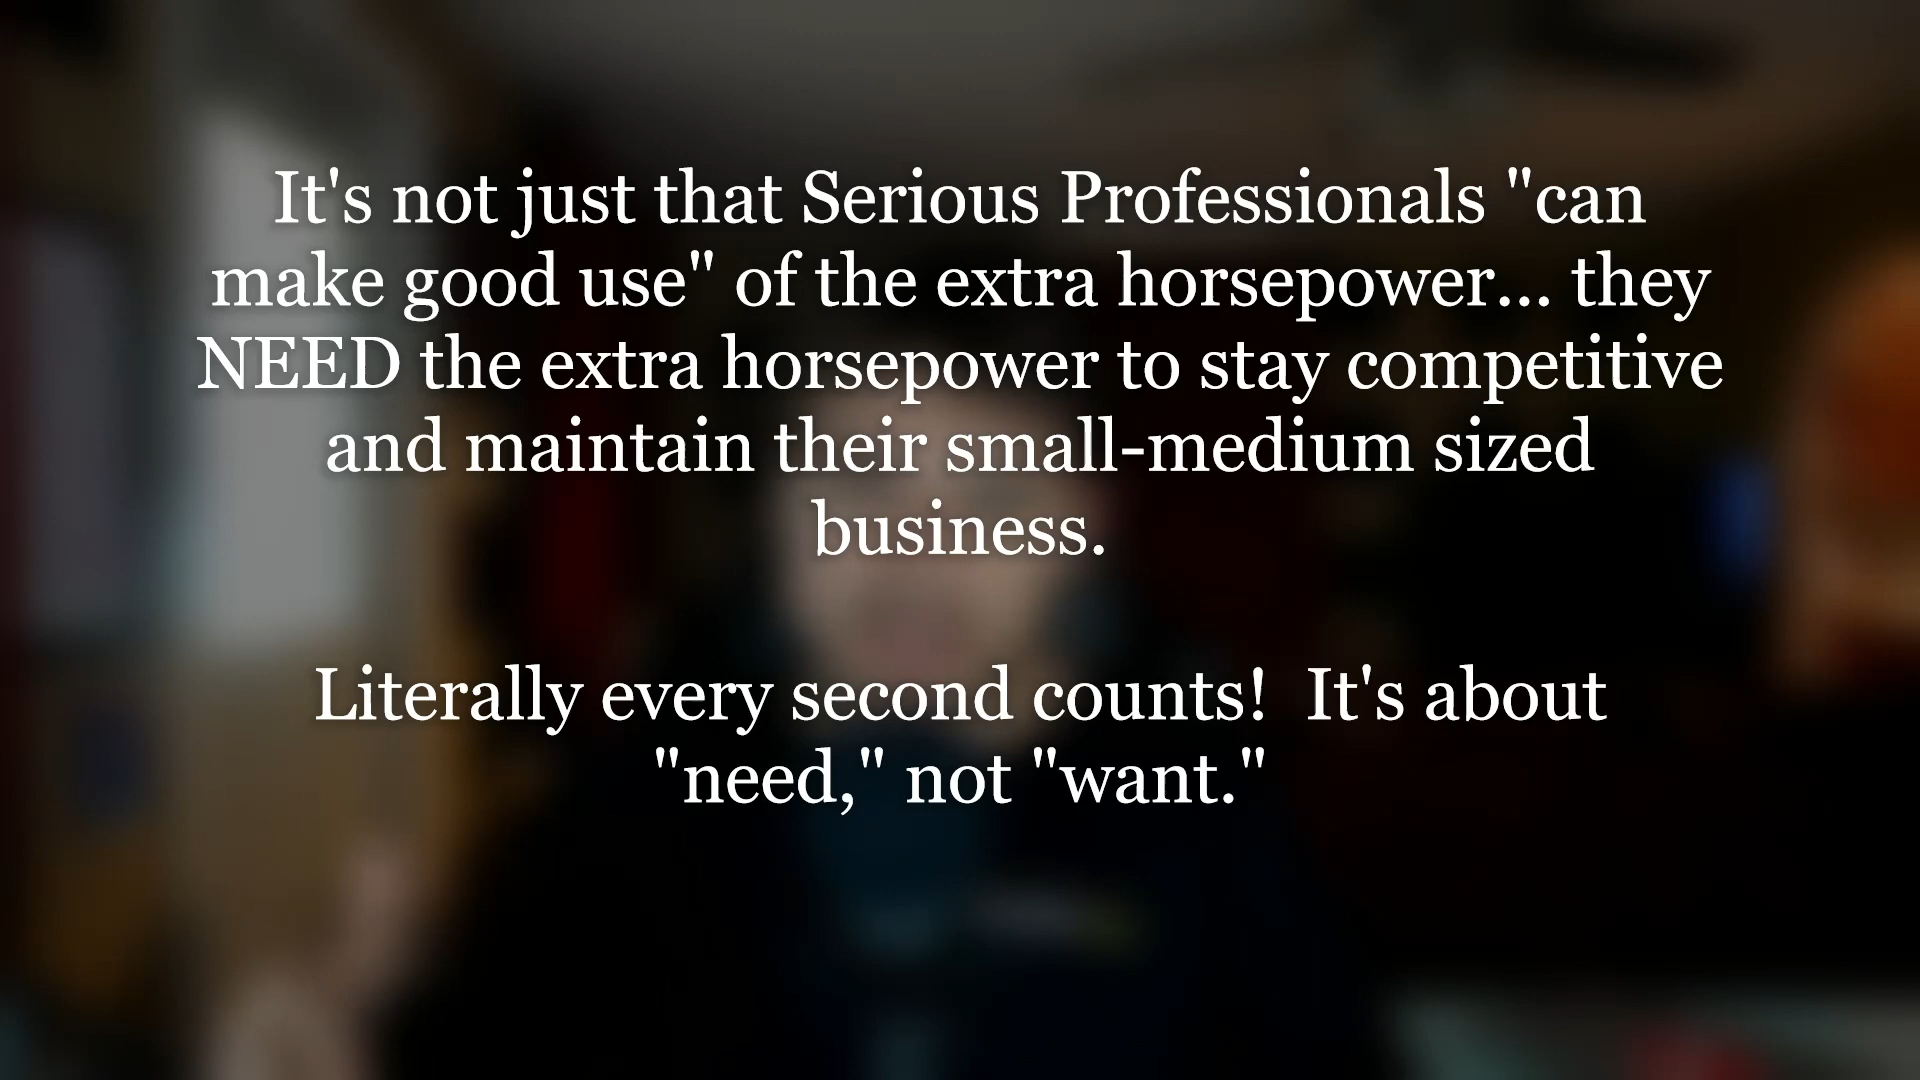 It's not just that Serious Professionals "can
make good use" of the extra horsepower... they
NEED the extra horsepower to stay competitive
and maintain their small-medium sized
business.
Literally every second counts!  It's about
"need," not "want."